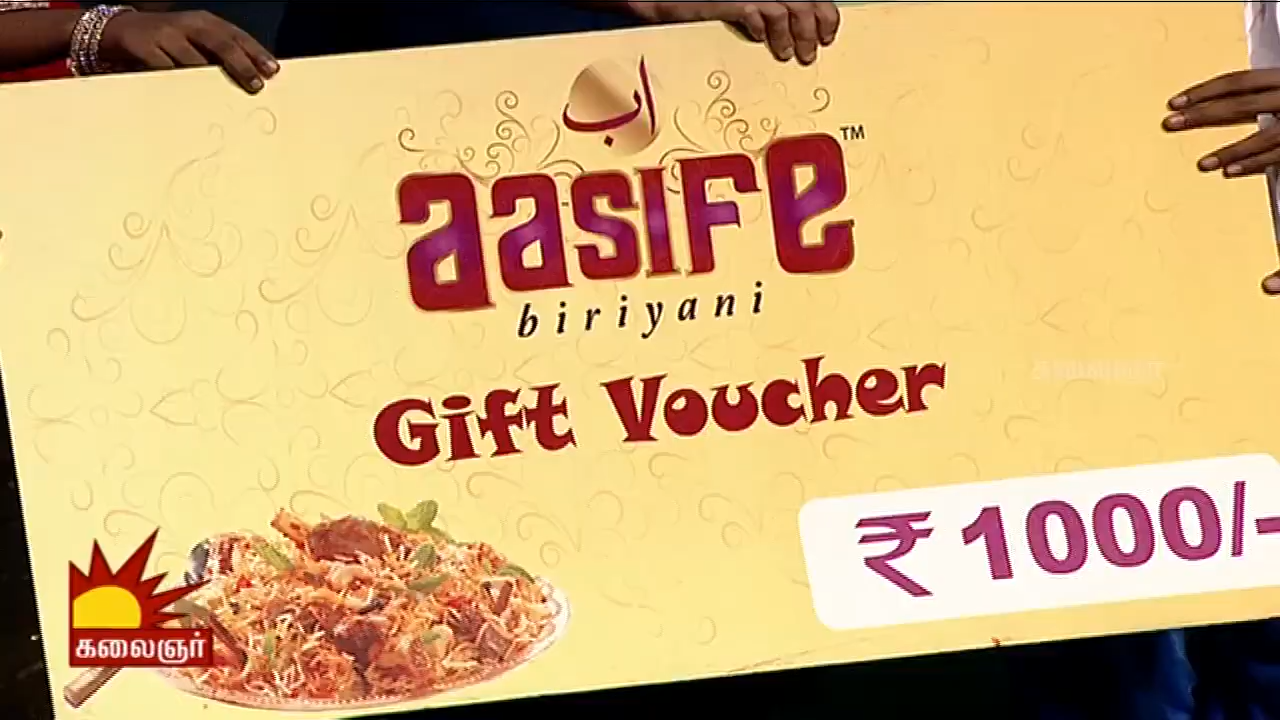 اب
aasife™
biriyani
Gift Voucher
₹ 1000/-
கலைஞர்